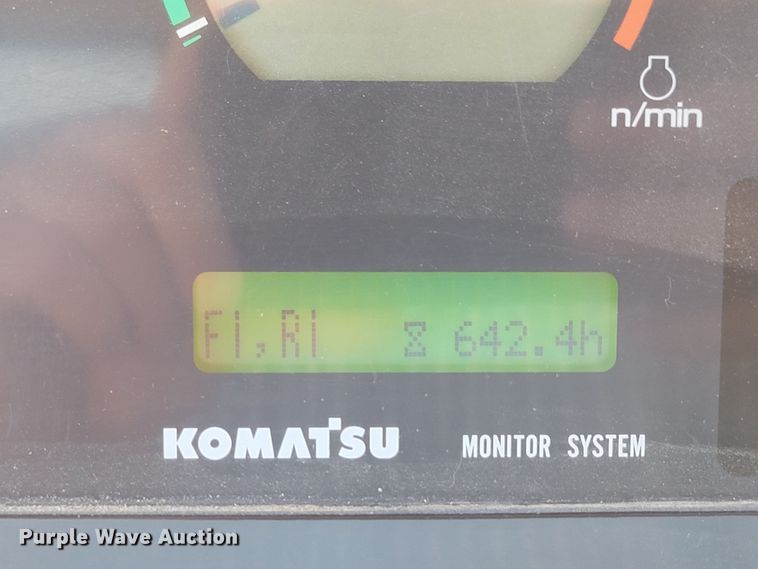 n/min
F1,R1 642.4h
KOMATSU MONITOR SYSTEM
Purple Wave Auction